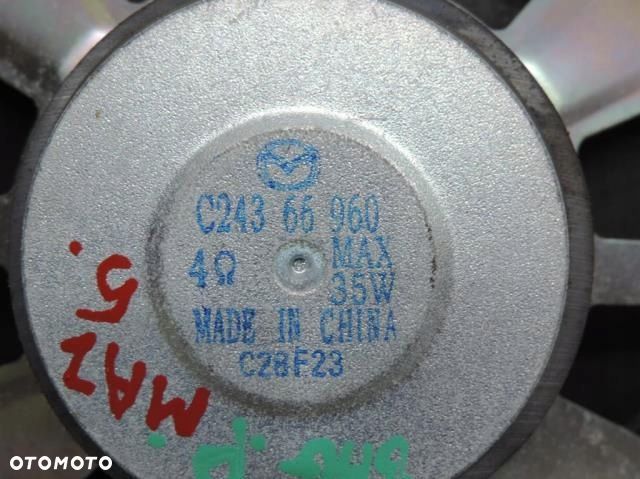 C243 66 960
4Ω MAX
35W
MADE IN CHINA
C28F23
MAZ
5.
OTOMOTO